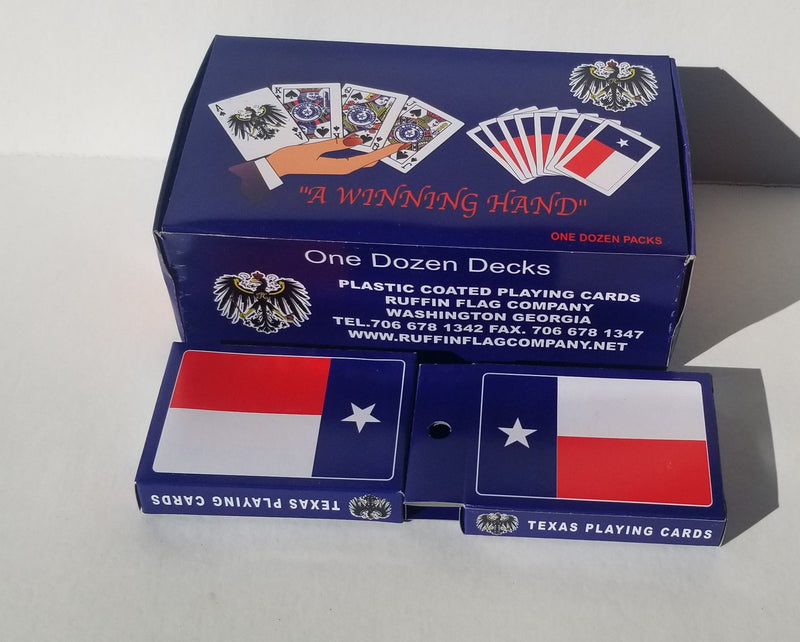 "A WINNING HAND"
ONE DOZEN PACKS
One Dozen Decks
PLASTIC COATED PLAYING CARDS
RUFFIN FLAG COMPANY
WASHINGTON GEORGIA
TEL.706 678 1342 FAX. 706 678 1347
WWW.RUFFINFLAGCOMPANY.NET
TEXAS PLAYING CARDS
TEXAS PLAYING CARDS